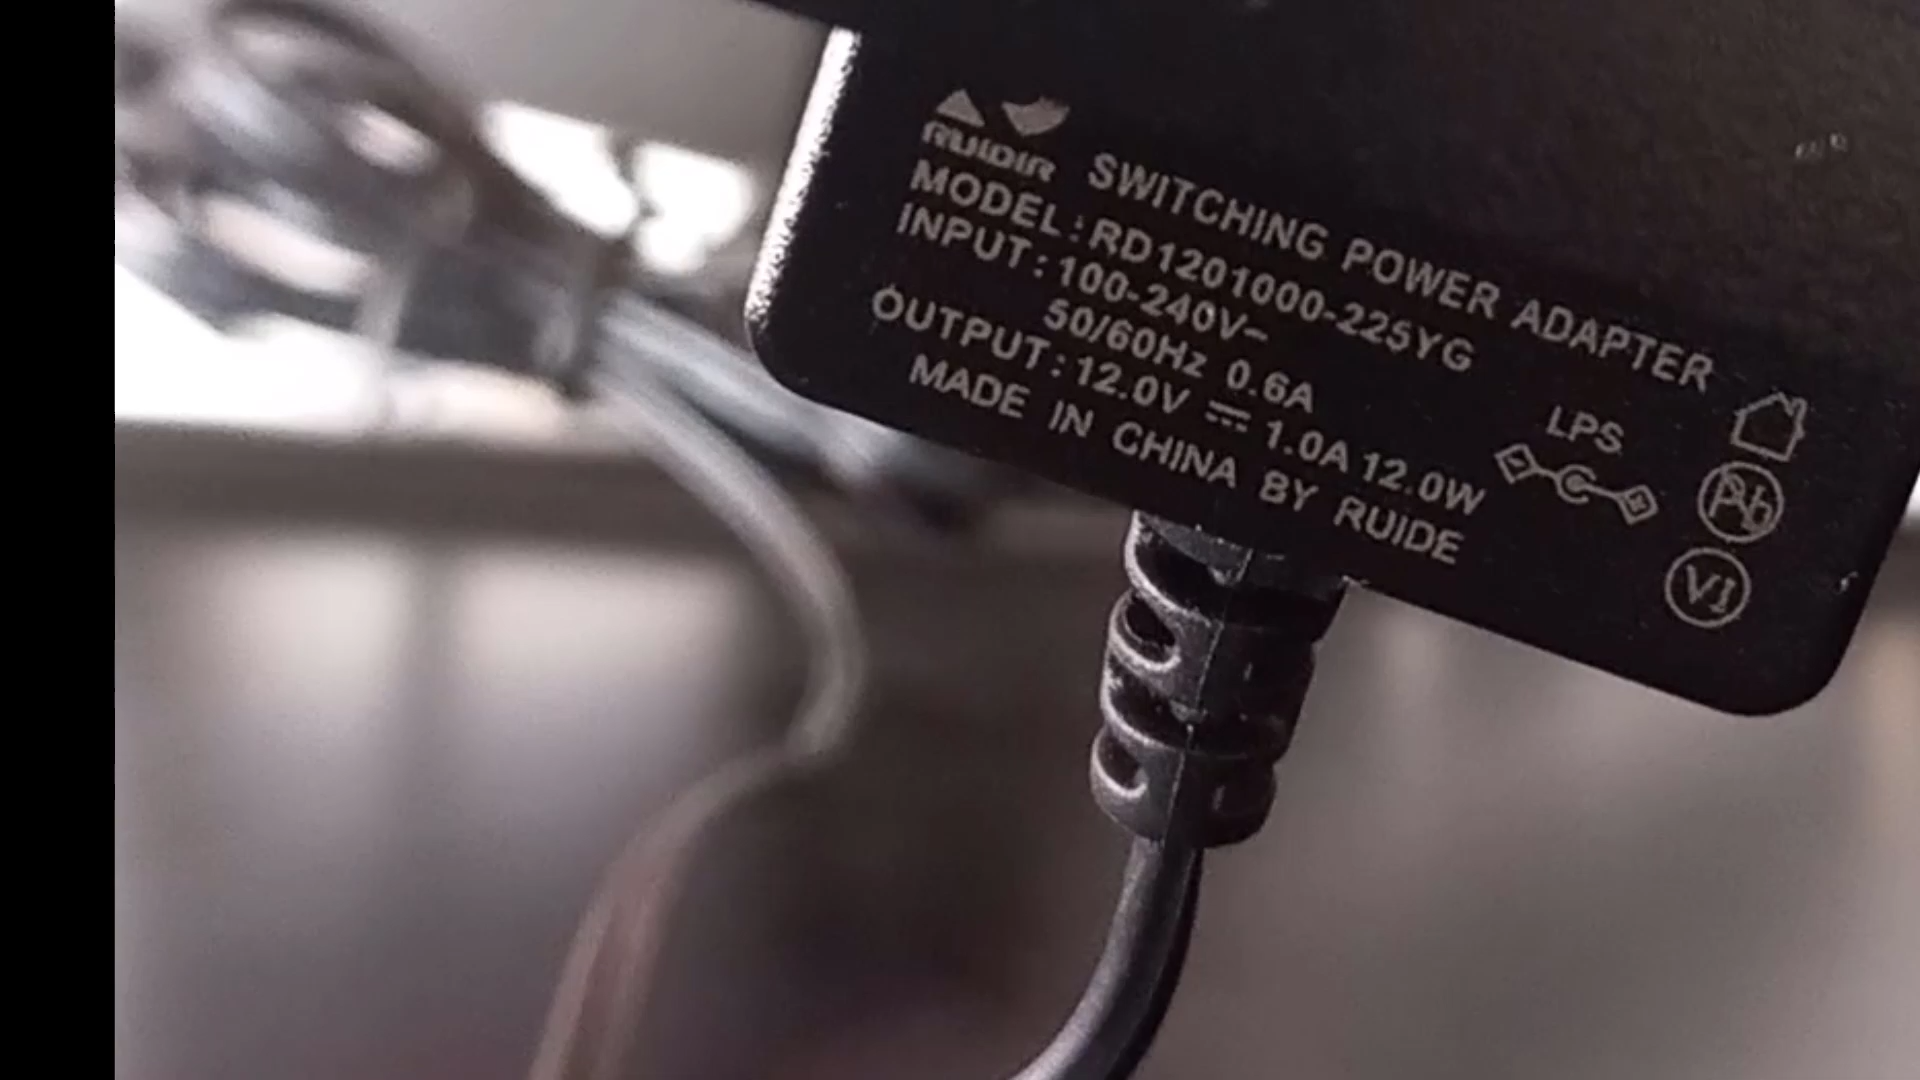 RUIDIR
SWITCHING POWER ADAPTER
MODEL:RD1201000-225YG
INPUT:100-240V~
50/60Hz 0.6A
OUTPUT:12.0V ⎓ 1.0A 12.0W
MADE IN CHINA BY RUIDE
LPS
Pb
VI